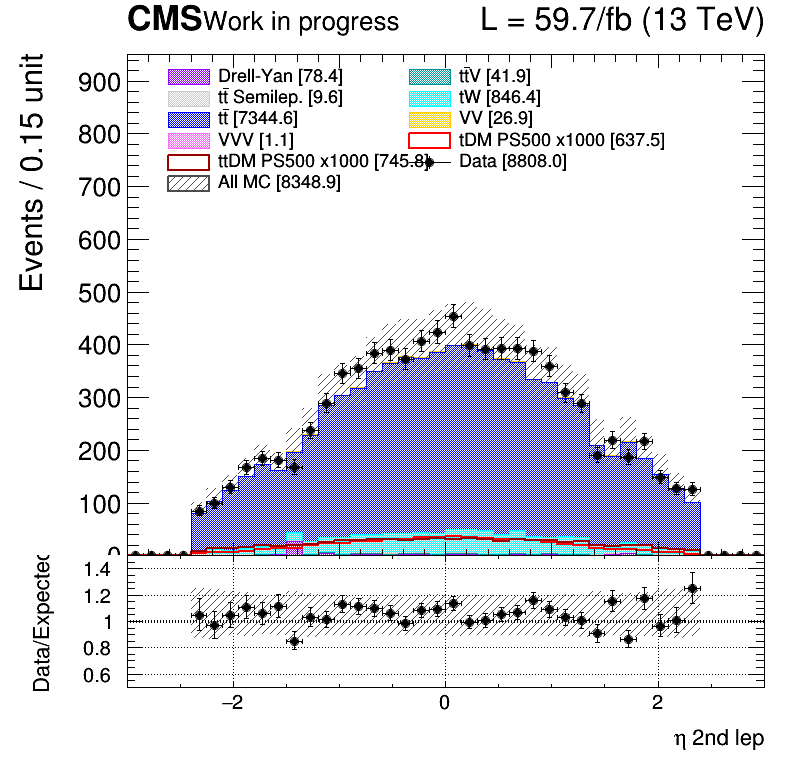 CMS Work in progress L = 59.7/fb (13 TeV)
Events / 0.15 unit
Drell-Yan [78.4] tt̄V [41.9]
tt̄ Semilep. [9.6] tW [846.4]
tt̄ [7344.6] VV [26.9]
VVV [1.1] tDM PS500 x1000 [637.5]
ttDM PS500 x1000 [745.8] Data [8808.0]
All MC [8348.9]
900
800
700
600
500
400
300
200
100
0
Data/Expected
1.4
1.2
1
0.8
0.6
−2 0 2
η 2nd lep